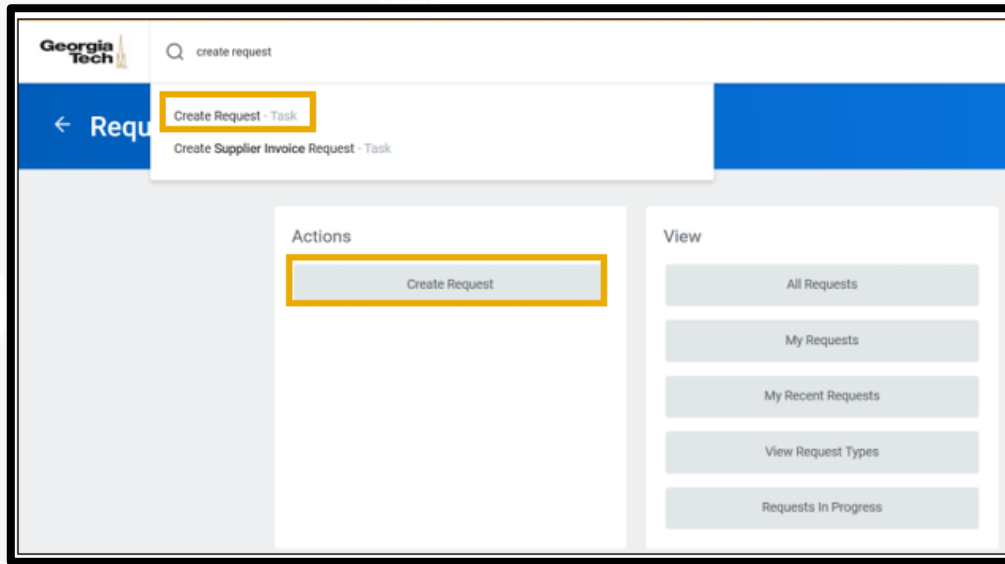 Georgia
Tech
create request
Create Request - Task
Create Supplier Invoice Request - Task
Requ
Actions
Create Request
View
All Requests
My Requests
My Recent Requests
View Request Types
Requests In Progress